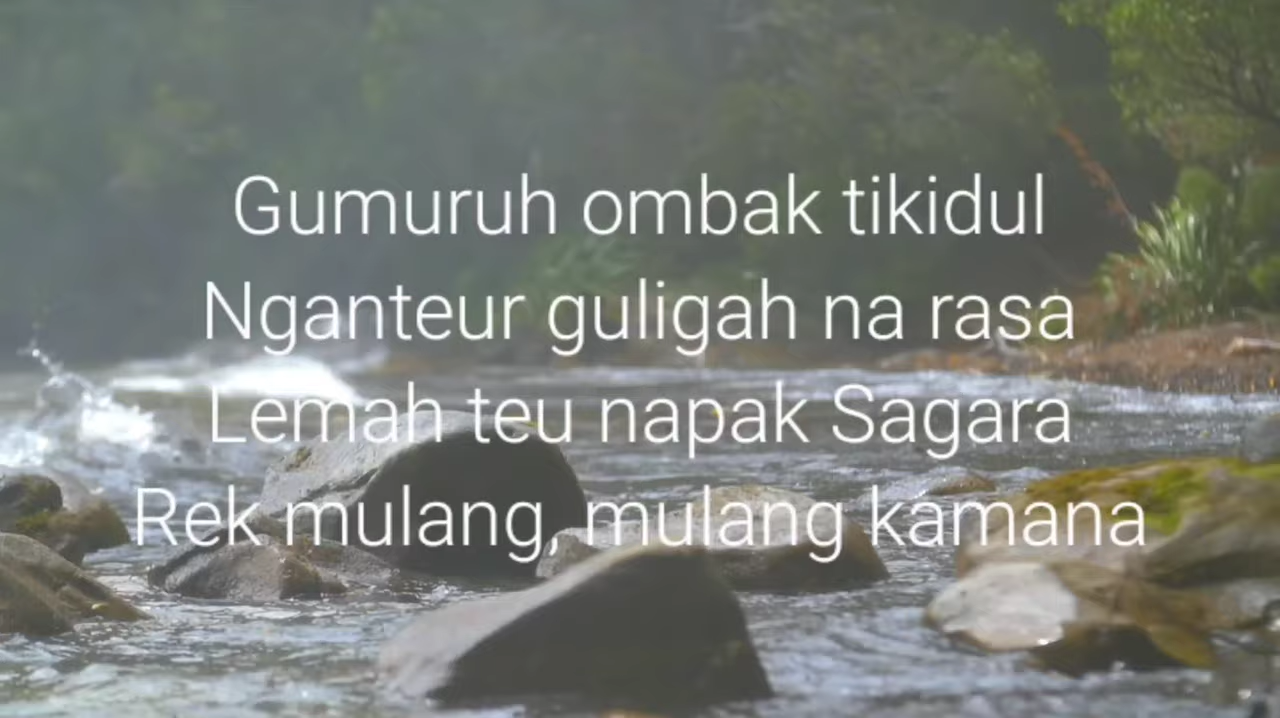 Gumuruh ombak tikidul
Nganteur guligah na rasa
Lemah teu napak Sagara
Rek mulang, mulang kamana